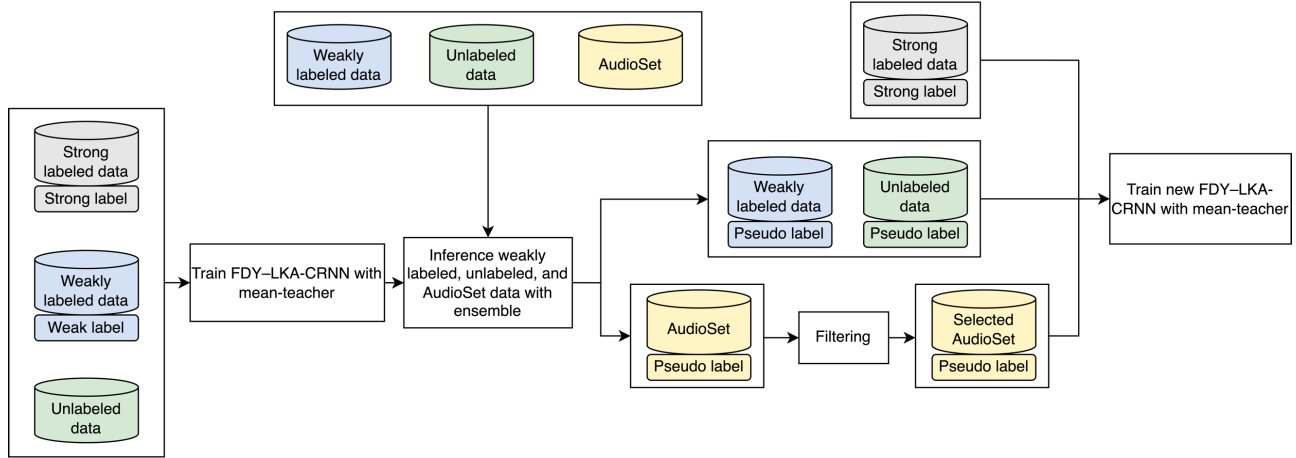 Strong
labeled data
Strong label
Weakly
labeled data
Weak label
Unlabeled
data
Train FDY–LKA-CRNN with
mean-teacher
Weakly
labeled data
Unlabeled
data
AudioSet
Inference weakly
labeled, unlabeled, and
AudioSet data with
ensemble
Strong
labeled data
Strong label
Weakly
labeled data
Pseudo label
Unlabeled
data
Pseudo label
AudioSet
Pseudo label
Filtering
Selected
AudioSet
Pseudo label
Train new FDY–LKA-
CRNN with mean-teacher